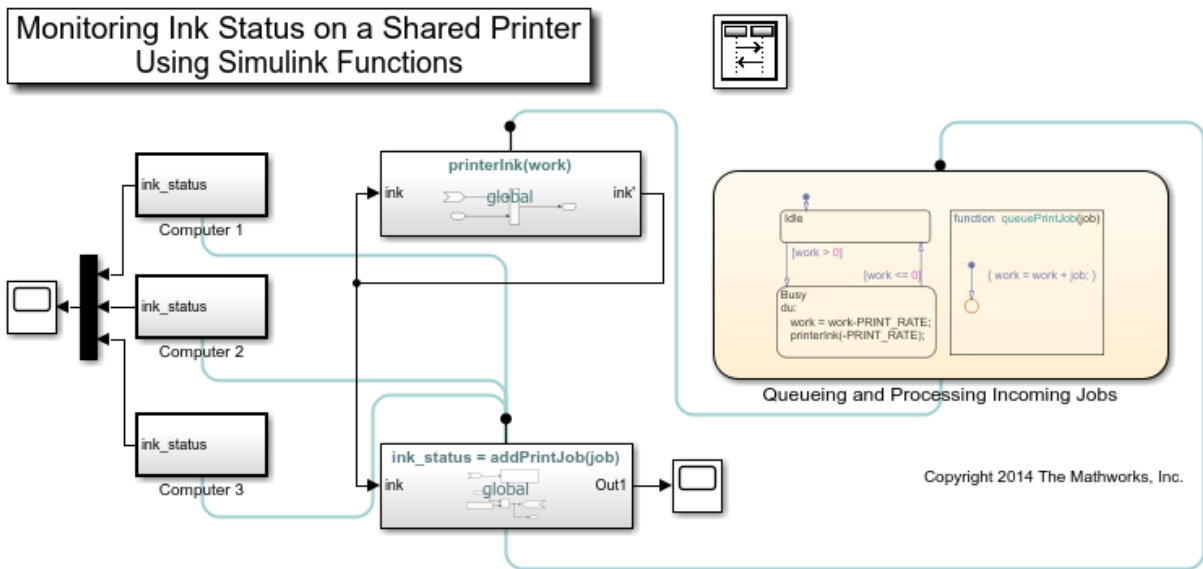 Monitoring Ink Status on a Shared Printer
Using Simulink Functions
ink_status
Computer 1
ink_status
Computer 2
ink_status
Computer 3
printerInk(work)
ink
global
ink'
ink_status = addPrintJob(job)
ink
global
Out1
Idle
[work > 0]
[work <= 0]
Busy
du:
work = work-PRINT_RATE;
printerInk(-PRINT_RATE);
function queuePrintJob(job)
{ work = work + job; }
Queueing and Processing Incoming Jobs
Copyright 2014 The Mathworks, Inc.